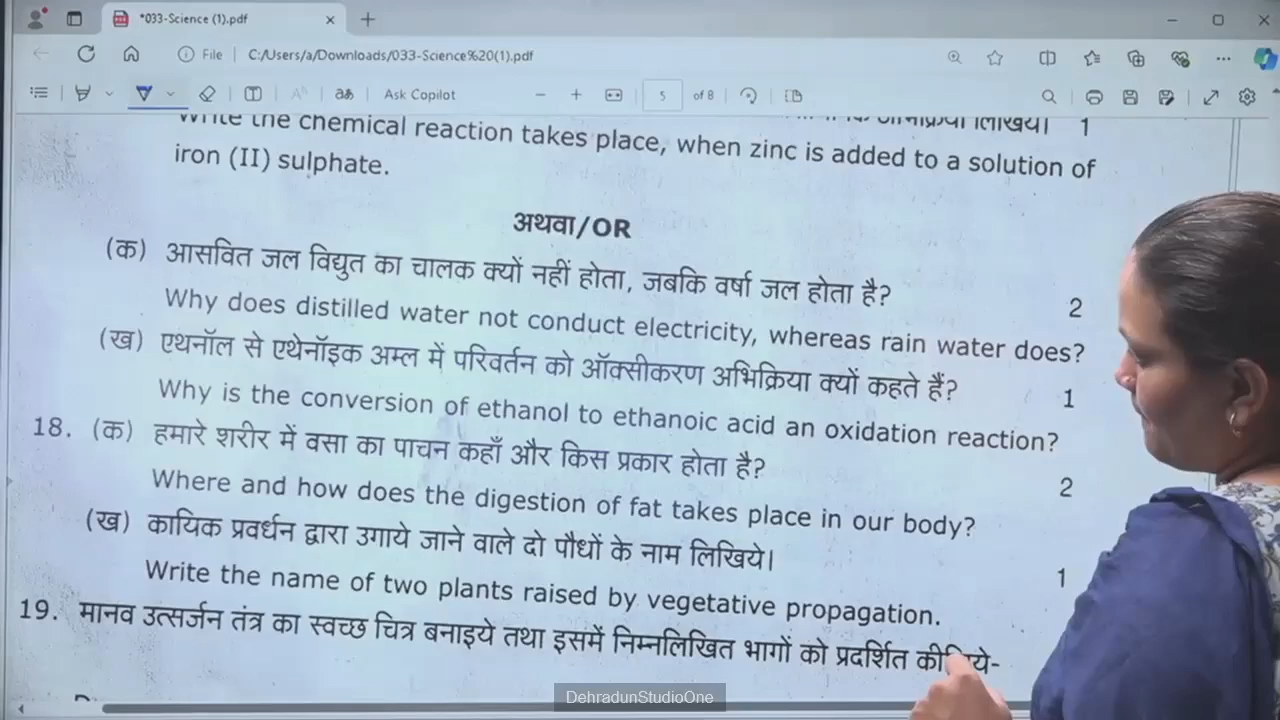 *033-Science (1).pdf
File C:/Users/a/Downloads/033-Science%20(1).pdf
Ask Copilot 5 of 8
लिखिये। 1
Write the chemical reaction takes place, when zinc is added to a solution of
iron (II) sulphate.
अथवा/OR
(क) आसवित जल विद्युत का चालक क्यों नहीं होता, जबकि वर्षा जल होता है?
2
Why does distilled water not conduct electricity, whereas rain water does?
(ख) एथनॉल से एथेनॉइक अम्ल में परिवर्तन को ऑक्सीकरण अभिक्रिया क्यों कहते हैं?
1
Why is the conversion of ethanol to ethanoic acid an oxidation reaction?
18. (क) हमारे शरीर में वसा का पाचन कहाँ और किस प्रकार होता है?
2
Where and how does the digestion of fat takes place in our body?
(ख) कायिक प्रवर्धन द्वारा उगाये जाने वाले दो पौधों के नाम लिखिये।
1
Write the name of two plants raised by vegetative propagation.
19. मानव उत्सर्जन तंत्र का स्वच्छ चित्र बनाइये तथा इसमें निम्नलिखित भागों को प्रदर्शित
DehradunStudioOne